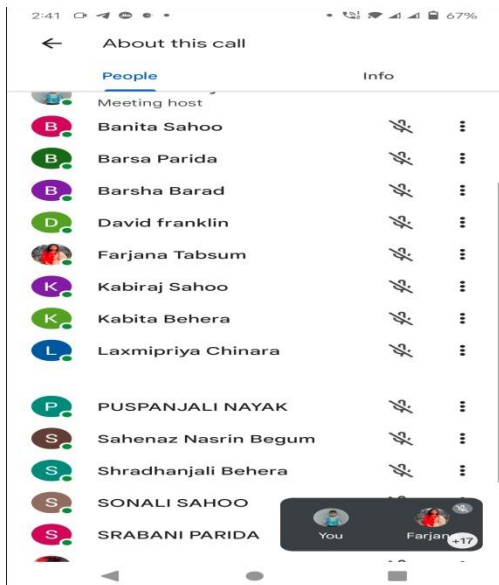 2:41
67%
About this call
People
Info
Meeting host
B Banita Sahoo
B Barsa Parida
B Barsha Barad
D David franklin
Farjana Tabsum
K Kabiraj Sahoo
K Kabita Behera
L Laxmipriya Chinara
P PUSPANJALI NAYAK
S Sahenaz Nasrin Begum
S Shradhanjali Behera
S SONALI SAHOO
S SRABANI PARIDA
You
Farjan
+17